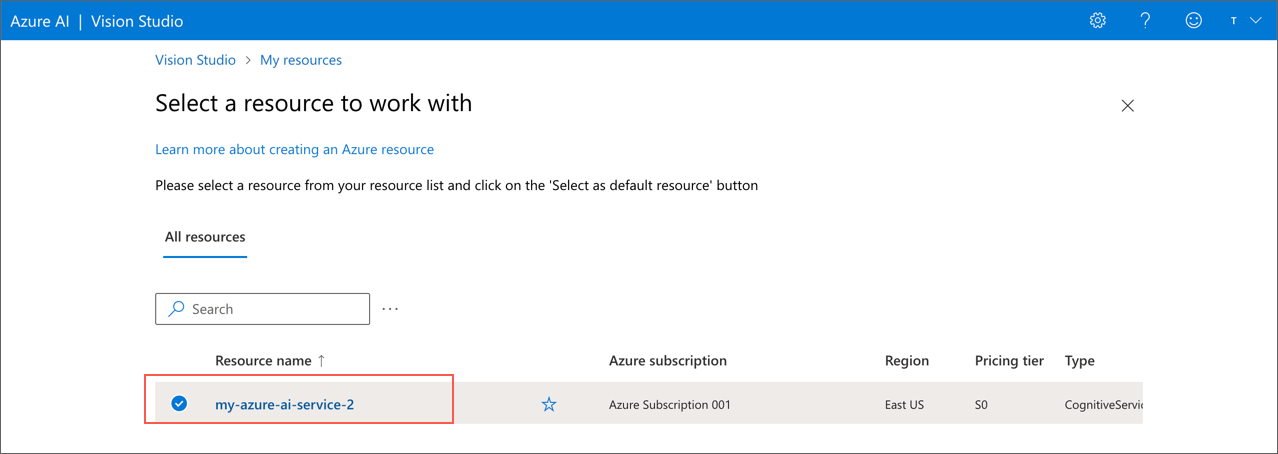 Azure AI | Vision Studio T
Vision Studio > My resources
Select a resource to work with
Learn more about creating an Azure resource
Please select a resource from your resource list and click on the 'Select as default resource' button
All resources
Search ...
Resource name ↑ Azure subscription Region Pricing tier Type
my-azure-ai-service-2 Azure Subscription 001 East US S0 CognitiveServic